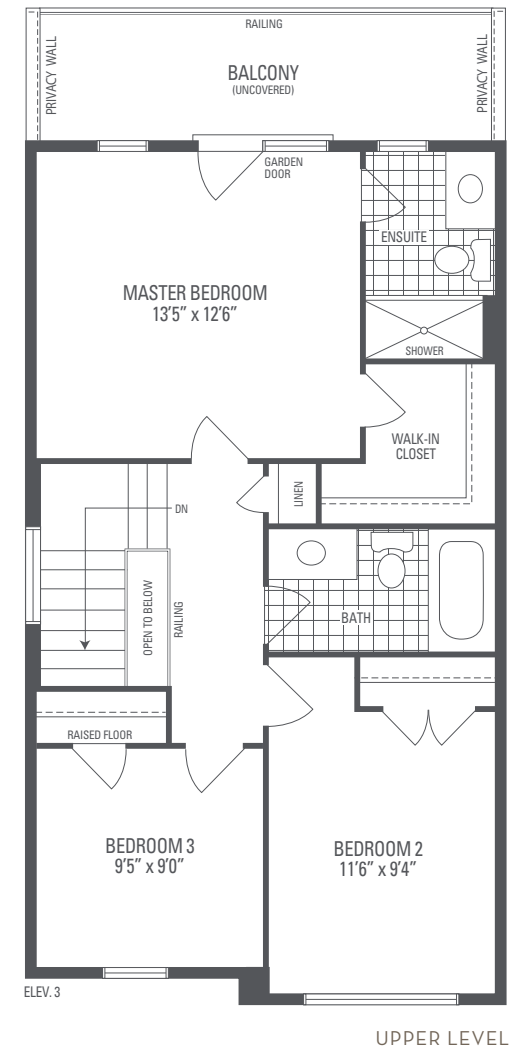 RAILING
PRIVACY WALL
PRIVACY WALL
BALCONY
(UNCOVERED)
GARDEN
DOOR
ENSUITE
MASTER BEDROOM
13'5" x 12'6"
SHOWER
WALK-IN
CLOSET
LINEN
DN
OPEN TO BELOW
RAILING
BATH
RAISED FLOOR
BEDROOM 3
9'5" x 9'0"
BEDROOM 2
11'6" x 9'4"
ELEV. 3
UPPER LEVEL